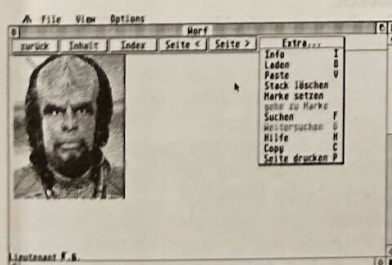 File View Options
Worf
zurück Inhalt Index Seite < Seite >
Extra...
Info I
Laden O
Paste V
Stack löschen
Marke setzen
gehe zu Marke
Suchen F
Weitersuchen G
Hilfe H
Copy C
Seite drucken P
Lieutenant